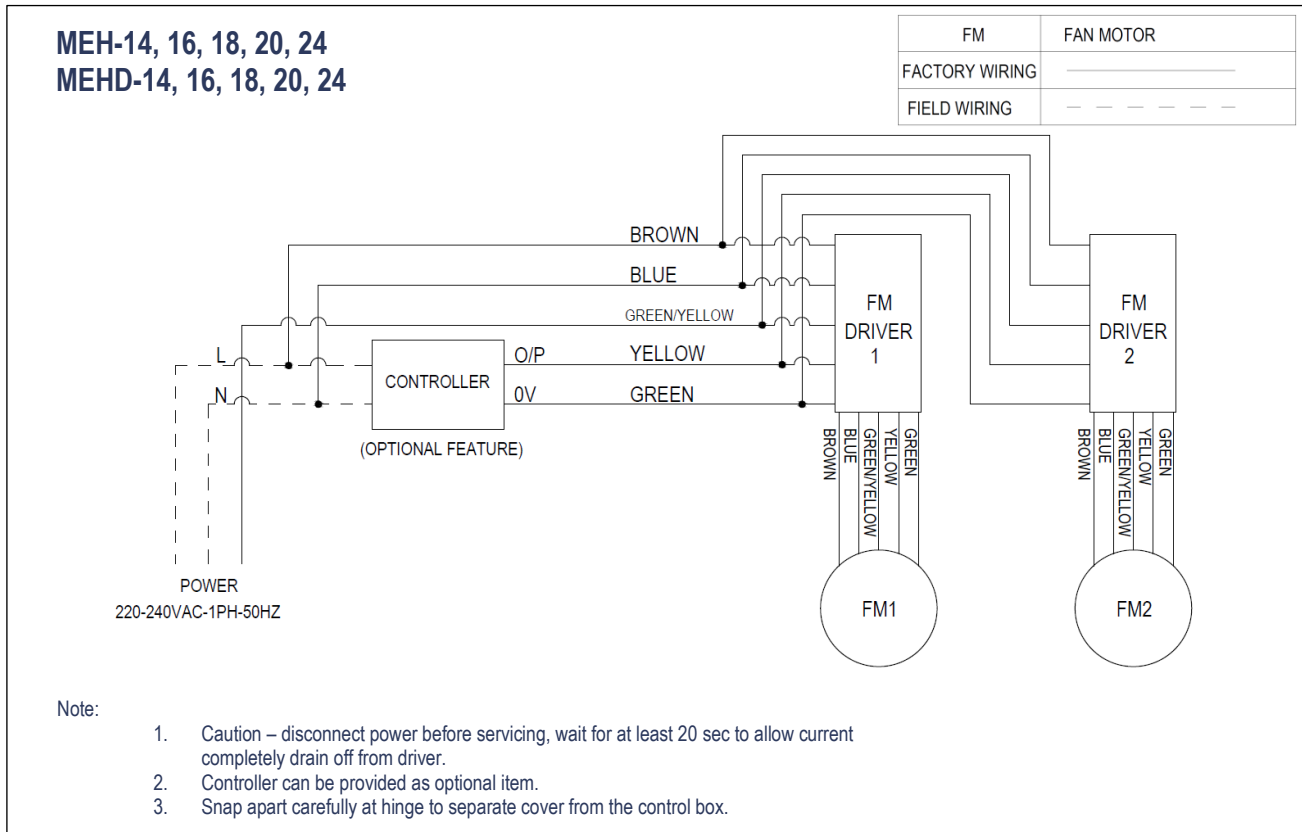 MEH-14, 16, 18, 20, 24
MEHD-14, 16, 18, 20, 24
FM FAN MOTOR
FACTORY WIRING
FIELD WIRING
BROWN
BLUE
GREEN/YELLOW
L
O/P
YELLOW
N
CONTROLLER
0V
GREEN
(OPTIONAL FEATURE)
FM
DRIVER
1
FM
DRIVER
2
BROWN
BLUE
GREEN/YELLOW
YELLOW
GREEN
BROWN
BLUE
GREEN/YELLOW
YELLOW
GREEN
POWER
220-240VAC-1PH-50HZ
FM1
FM2
Note:
1. Caution – disconnect power before servicing, wait for at least 20 sec to allow current
completely drain off from driver.
2. Controller can be provided as optional item.
3. Snap apart carefully at hinge to separate cover from the control box.